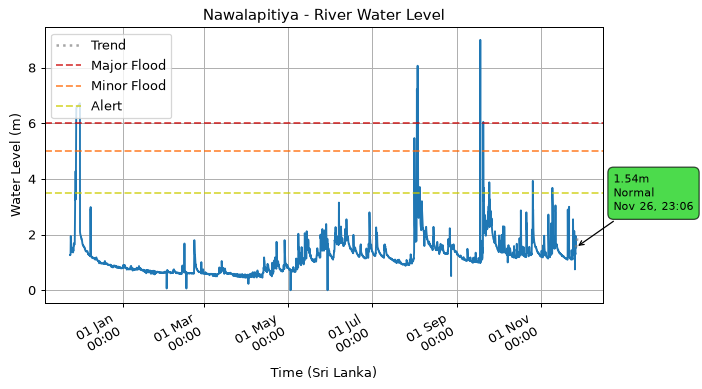 Nawalapitiya - River Water Level
Trend
Major Flood
Minor Flood
Alert
Water Level (m)
8
6
4
2
0
1.54m
Normal
Nov 26, 23:06
01 Jan
00:00
01 Mar
00:00
01 May
00:00
01 Jul
00:00
01 Sep
00:00
01 Nov
00:00
Time (Sri Lanka)